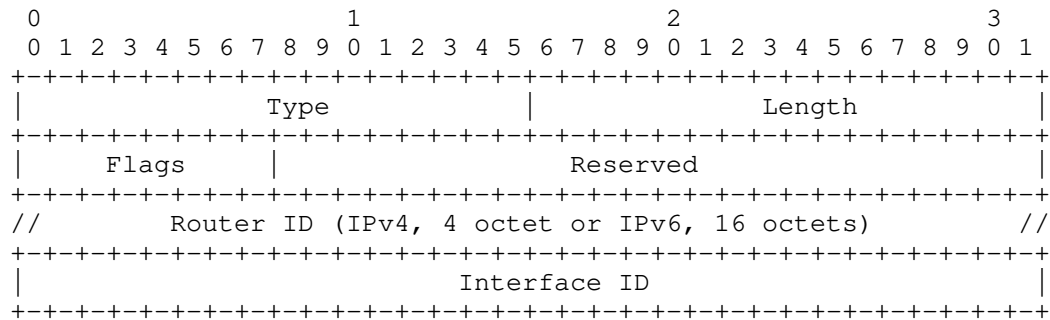 0                   1                   2                   3
 0 1 2 3 4 5 6 7 8 9 0 1 2 3 4 5 6 7 8 9 0 1 2 3 4 5 6 7 8 9 0 1
+-+-+-+-+-+-+-+-+-+-+-+-+-+-+-+-+-+-+-+-+-+-+-+-+-+-+-+-+-+-+-+-+
|               Type            |              Length           |
+-+-+-+-+-+-+-+-+-+-+-+-+-+-+-+-+-+-+-+-+-+-+-+-+-+-+-+-+-+-+-+-+
|     Flags     |                  Reserved                     |
+-+-+-+-+-+-+-+-+-+-+-+-+-+-+-+-+-+-+-+-+-+-+-+-+-+-+-+-+-+-+-+-+
//        Router ID (IPv4, 4 octet or IPv6, 16 octets)         //
+-+-+-+-+-+-+-+-+-+-+-+-+-+-+-+-+-+-+-+-+-+-+-+-+-+-+-+-+-+-+-+-+
|                           Interface ID                        |
+-+-+-+-+-+-+-+-+-+-+-+-+-+-+-+-+-+-+-+-+-+-+-+-+-+-+-+-+-+-+-+-+